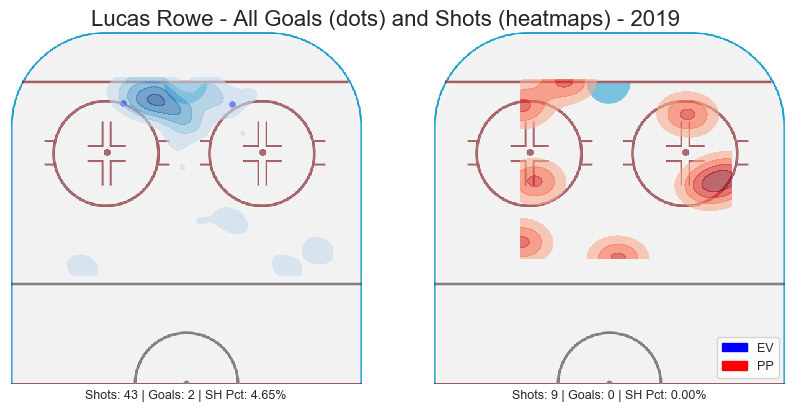 Lucas Rowe - All Goals (dots) and Shots (heatmaps) - 2019
EV
PP
Shots: 43 | Goals: 2 | SH Pct: 4.65%
Shots: 9 | Goals: 0 | SH Pct: 0.00%